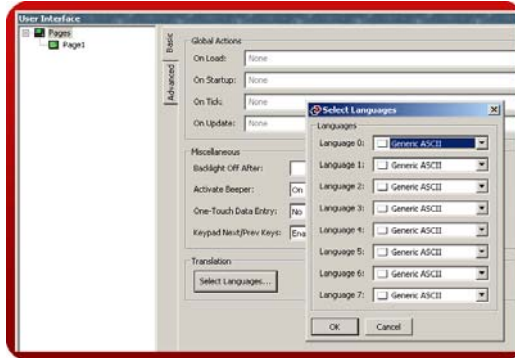 User Interface
Pages
Page1
Basic
Advanced
Global Actions
On Load: None
On Startup: None
On Tick: None
On Update: None
Miscellaneous
Backlight Off After:
Activate Beeper: On
One-Touch Data Entry: No
Keypad Next/Prev Keys: Ena
Translation
Select Languages...
Select Languages
Languages
Language 0: Generic ASCII
Language 1: Generic ASCII
Language 2: Generic ASCII
Language 3: Generic ASCII
Language 4: Generic ASCII
Language 5: Generic ASCII
Language 6: Generic ASCII
Language 7: Generic ASCII
OK Cancel